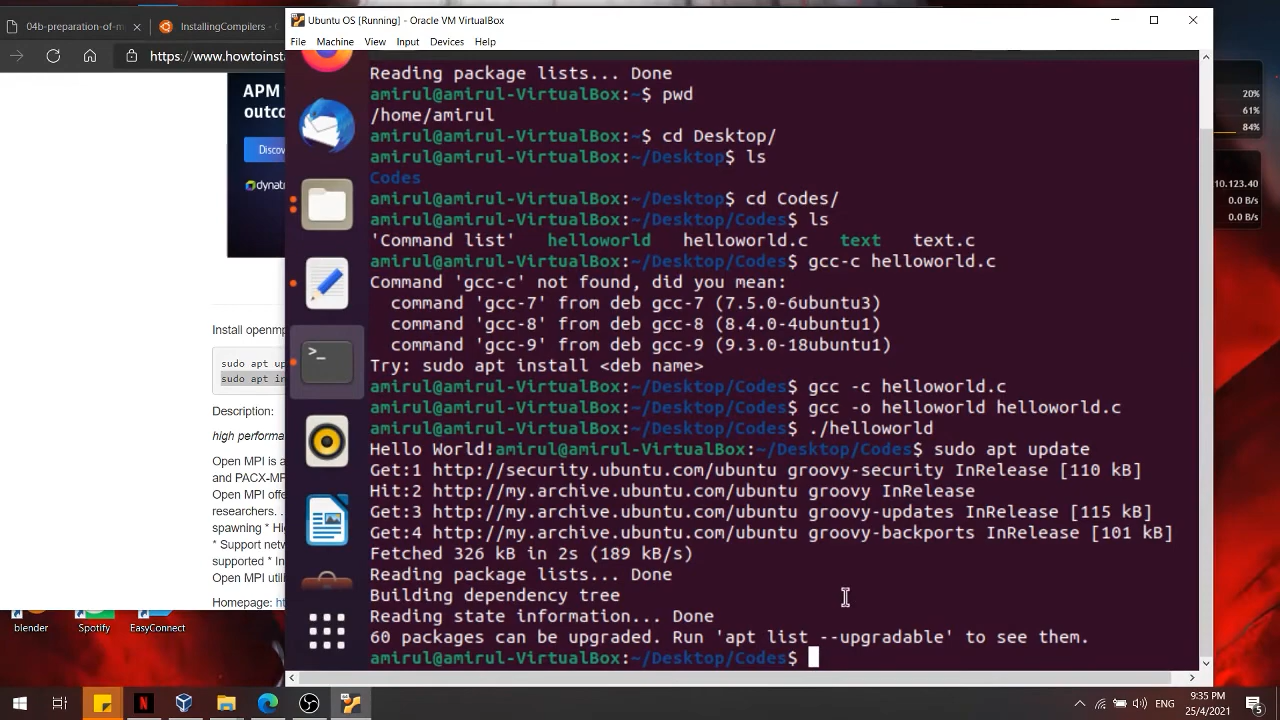 04b-preparation-of-m
InstallingCompilers - C
https://www.howtoinst
APM
outco
Disco
dynatr
Install openmp
sudo apt up
sudo apt in
Description:
high performa
Open MPI is a
and PACX-MP
Open MPI offe
researchers. ..
spawning * Hi
* Support netw
supported * In
Open MPI utili
Homepage: ht
blender
Spotify
EasyConnect
Ubuntu OS [Running] - Oracle VM VirtualBox
File Machine View Input Devices Help
Reading package lists... Done
amirul@amirul-VirtualBox:~$ pwd
/home/amirul
amirul@amirul-VirtualBox:~$ cd Desktop/
amirul@amirul-VirtualBox:~/Desktop$ ls
Codes
amirul@amirul-VirtualBox:~/Desktop$ cd Codes/
amirul@amirul-VirtualBox:~/Desktop/Codes$ ls
'Command list' helloworld helloworld.c text text.c
amirul@amirul-VirtualBox:~/Desktop/Codes$ gcc-c helloworld.c
Command 'gcc-c' not found, did you mean:
command 'gcc-7' from deb gcc-7 (7.5.0-6ubuntu3)
command 'gcc-8' from deb gcc-8 (8.4.0-4ubuntu1)
command 'gcc-9' from deb gcc-9 (9.3.0-18ubuntu1)
Try: sudo apt install <deb name>
amirul@amirul-VirtualBox:~/Desktop/Codes$ gcc -c helloworld.c
amirul@amirul-VirtualBox:~/Desktop/Codes$ gcc -o helloworld helloworld.c
amirul@amirul-VirtualBox:~/Desktop/Codes$ ./helloworld
Hello World!amirul@amirul-VirtualBox:~/Desktop/Codes$ sudo apt update
Get:1 http://security.ubuntu.com/ubuntu groovy-security InRelease [110 kB]
Hit:2 http://my.archive.ubuntu.com/ubuntu groovy InRelease
Get:3 http://my.archive.ubuntu.com/ubuntu groovy-updates InRelease [115 kB]
Get:4 http://my.archive.ubuntu.com/ubuntu groovy-backports InRelease [101 kB]
Fetched 326 kB in 2s (189 kB/s)
Reading package lists... Done
Building dependency tree
Reading state information... Done
60 packages can be upgraded. Run 'apt list --upgradable' to see them.
amirul@amirul-VirtualBox:~/Desktop/Codes$
20%
61%
84%
10.123.40
0.0 B/s
0.0 B/s
ENG
9:35 PM
25/4/2021
5